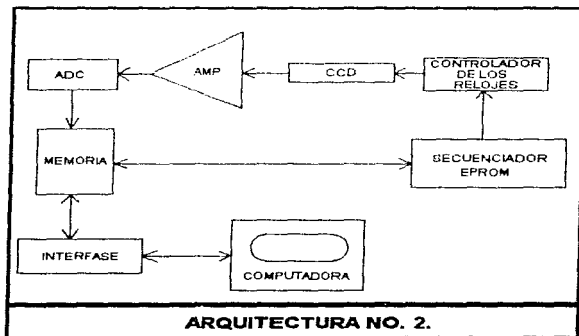 ADC
AMP
CCD
CONTROLADOR
DE LOS
RELOJES
MEMORIA
SECUENCIADOR
EPROM
INTERFASE
COMPUTADORA
ARQUITECTURA NO. 2.